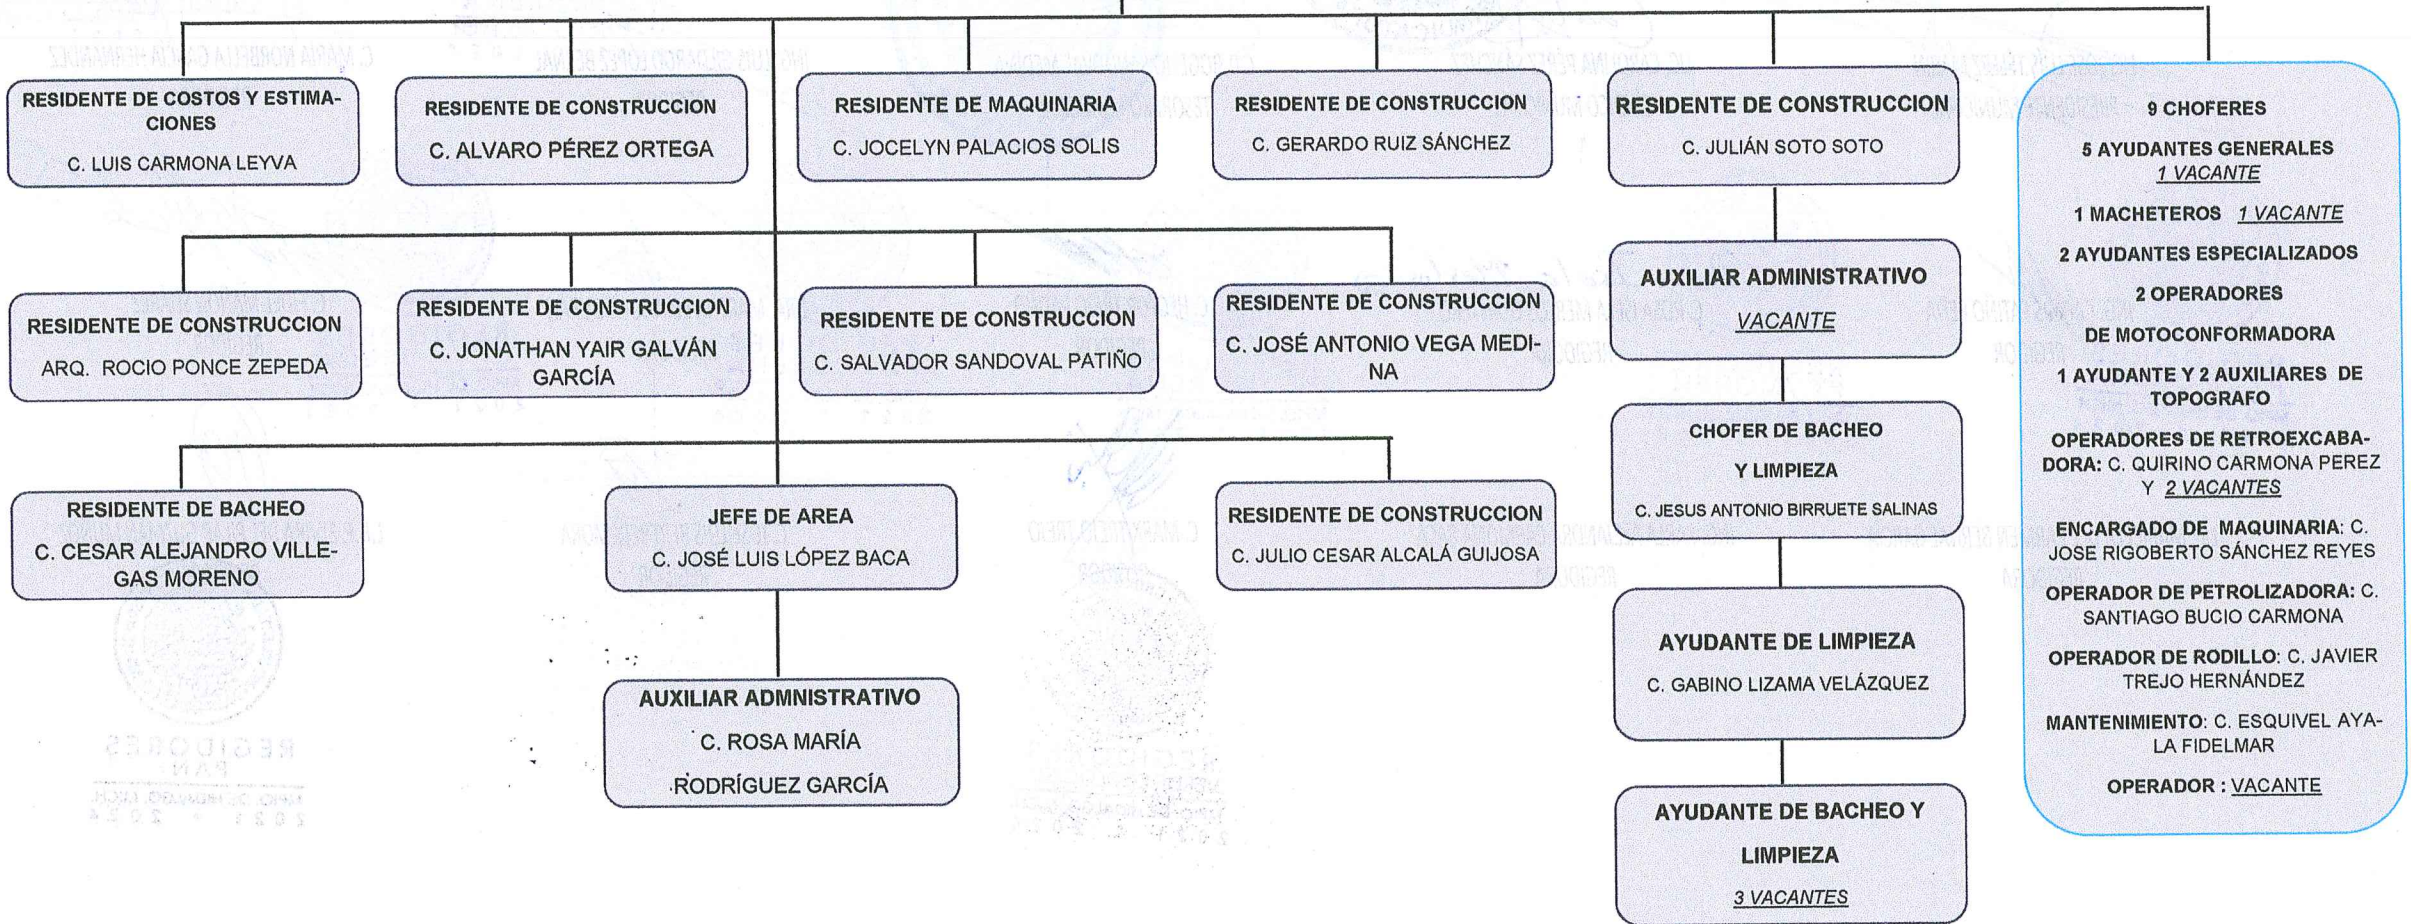 RESIDENTE DE COSTOS Y ESTIMA-
CIONES
C. LUIS CARMONA LEYVA
RESIDENTE DE CONSTRUCCION
C. ALVARO PÉREZ ORTEGA
RESIDENTE DE MAQUINARIA
C. JOCELYN PALACIOS SOLIS
RESIDENTE DE CONSTRUCCION
C. GERARDO RUIZ SÁNCHEZ
RESIDENTE DE CONSTRUCCION
C. JULIÁN SOTO SOTO
RESIDENTE DE CONSTRUCCION
ARQ. ROCIO PONCE ZEPEDA
RESIDENTE DE CONSTRUCCION
C. JONATHAN YAIR GALVÁN
GARCÍA
RESIDENTE DE CONSTRUCCION
C. SALVADOR SANDOVAL PATIÑO
RESIDENTE DE CONSTRUCCION
C. JOSÉ ANTONIO VEGA MEDI-
NA
AUXILIAR ADMINISTRATIVO
VACANTE
CHOFER DE BACHEO
Y LIMPIEZA
C. JESUS ANTONIO BIRRUETE SALINAS
RESIDENTE DE BACHEO
C. CESAR ALEJANDRO VILLE-
GAS MORENO
JEFE DE AREA
C. JOSÉ LUIS LÓPEZ BACA
RESIDENTE DE CONSTRUCCION
C. JULIO CESAR ALCALÁ GUIJOSA
AYUDANTE DE LIMPIEZA
C. GABINO LIZAMA VELÁZQUEZ
AUXILIAR ADMNISTRATIVO
C. ROSA MARÍA
RODRÍGUEZ GARCÍA
AYUDANTE DE BACHEO Y
LIMPIEZA
3 VACANTES
9 CHOFERES
5 AYUDANTES GENERALES
1 VACANTE
1 MACHETEROS 1 VACANTE
2 AYUDANTES ESPECIALIZADOS
2 OPERADORES
DE MOTOCONFORMADORA
1 AYUDANTE Y 2 AUXILIARES DE
TOPOGRAFO
OPERADORES DE RETROEXCABA-
DORA: C. QUIRINO CARMONA PEREZ
Y 2 VACANTES
ENCARGADO DE MAQUINARIA: C.
JOSE RIGOBERTO SÁNCHEZ REYES
OPERADOR DE PETROLIZADORA: C.
SANTIAGO BUCIO CARMONA
OPERADOR DE RODILLO: C. JAVIER
TREJO HERNÁNDEZ
MANTENIMIENTO: C. ESQUIVEL AYA-
LA FIDELMAR
OPERADOR : VACANTE